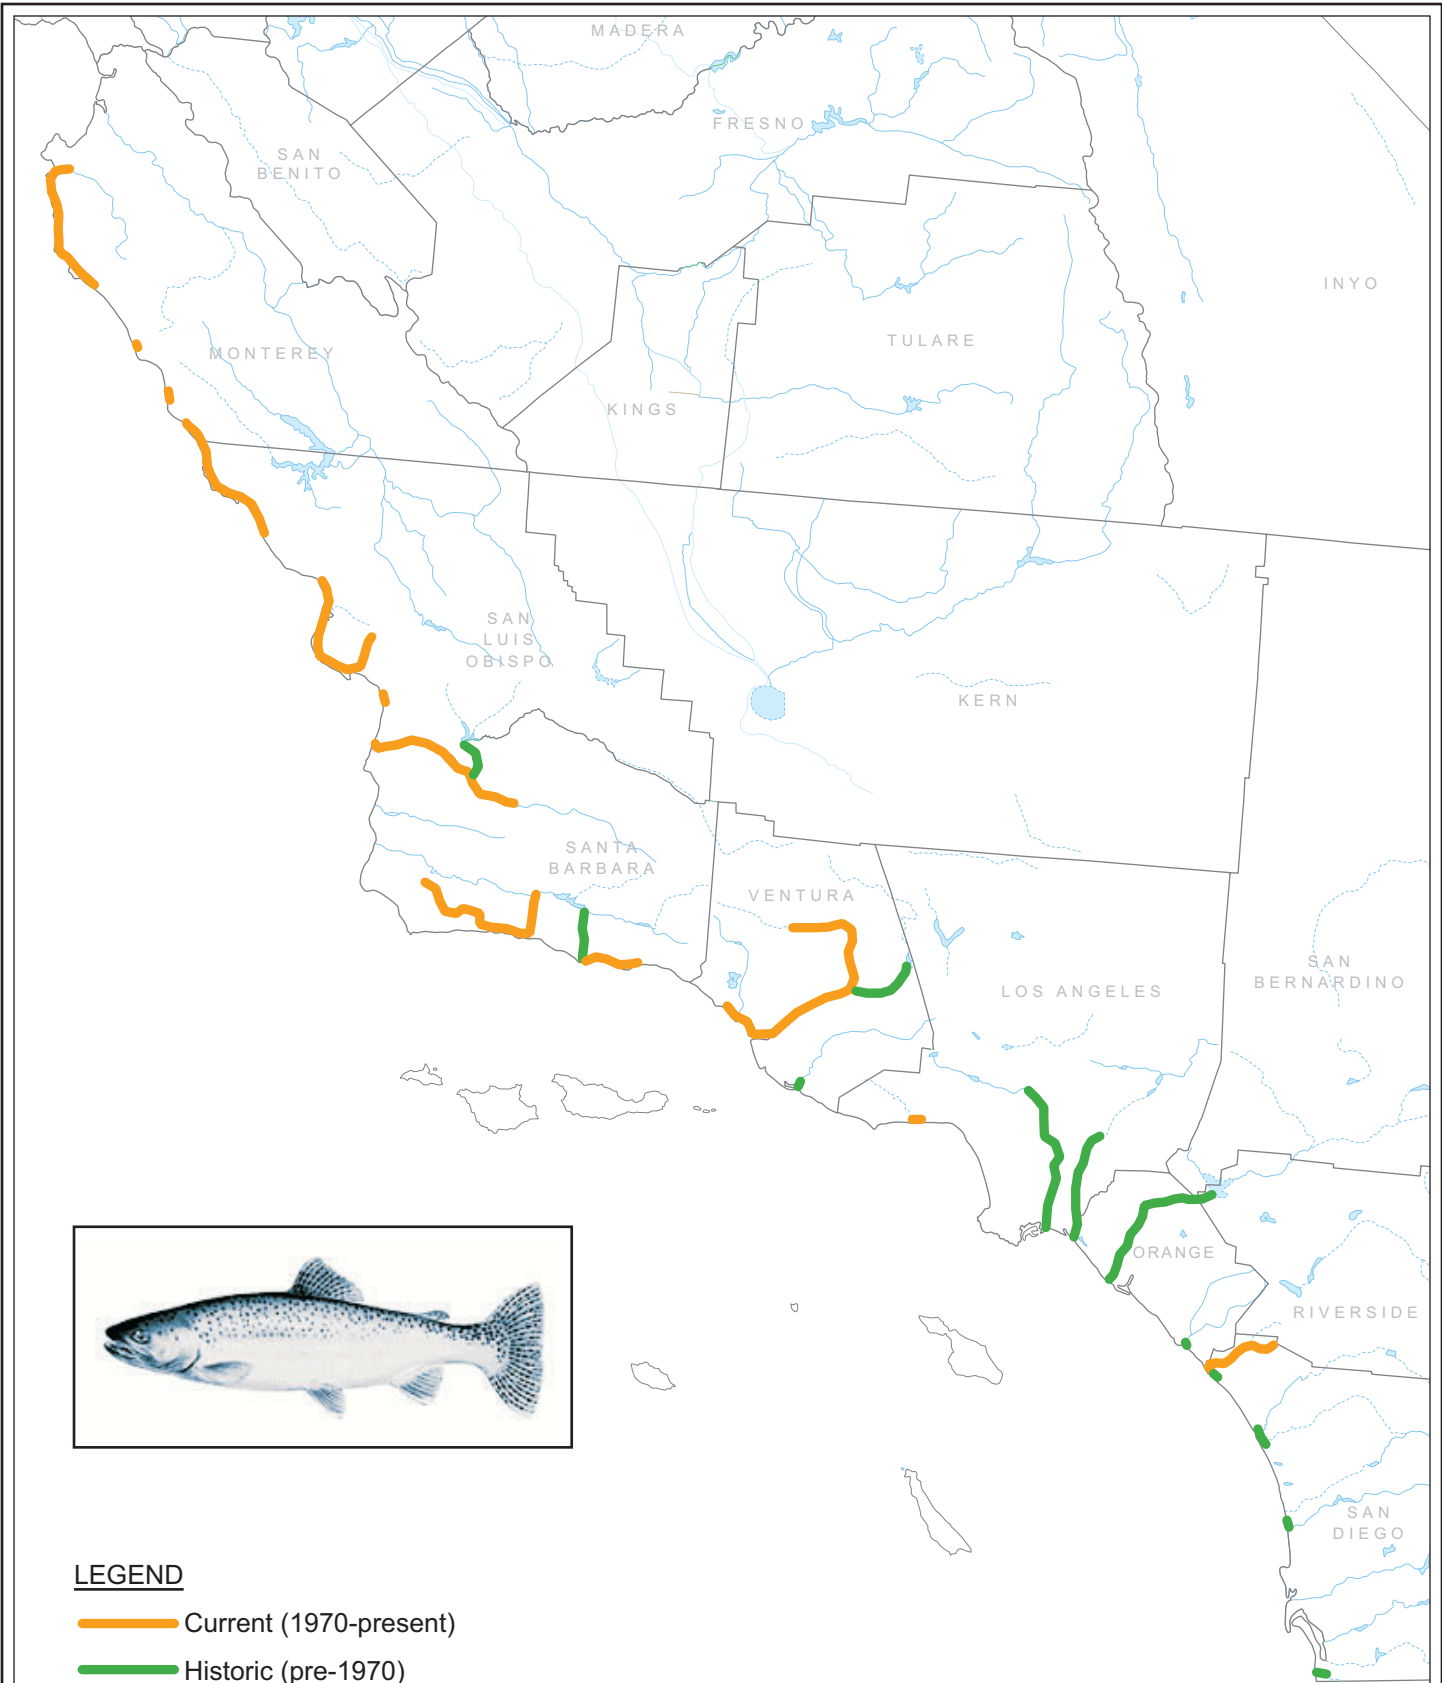 MADERA
FRESNO
SAN
BENITO
INYO
TULARE
MONTEREY
KINGS
SAN
LUIS
OBISPO
KERN
SANTA
BARBARA
VENTURA
LOS ANGELES
SAN
BERNARDINO
ORANGE
RIVERSIDE
SAN
DIEGO
LEGEND
Current (1970-present)
Historic (pre-1970)